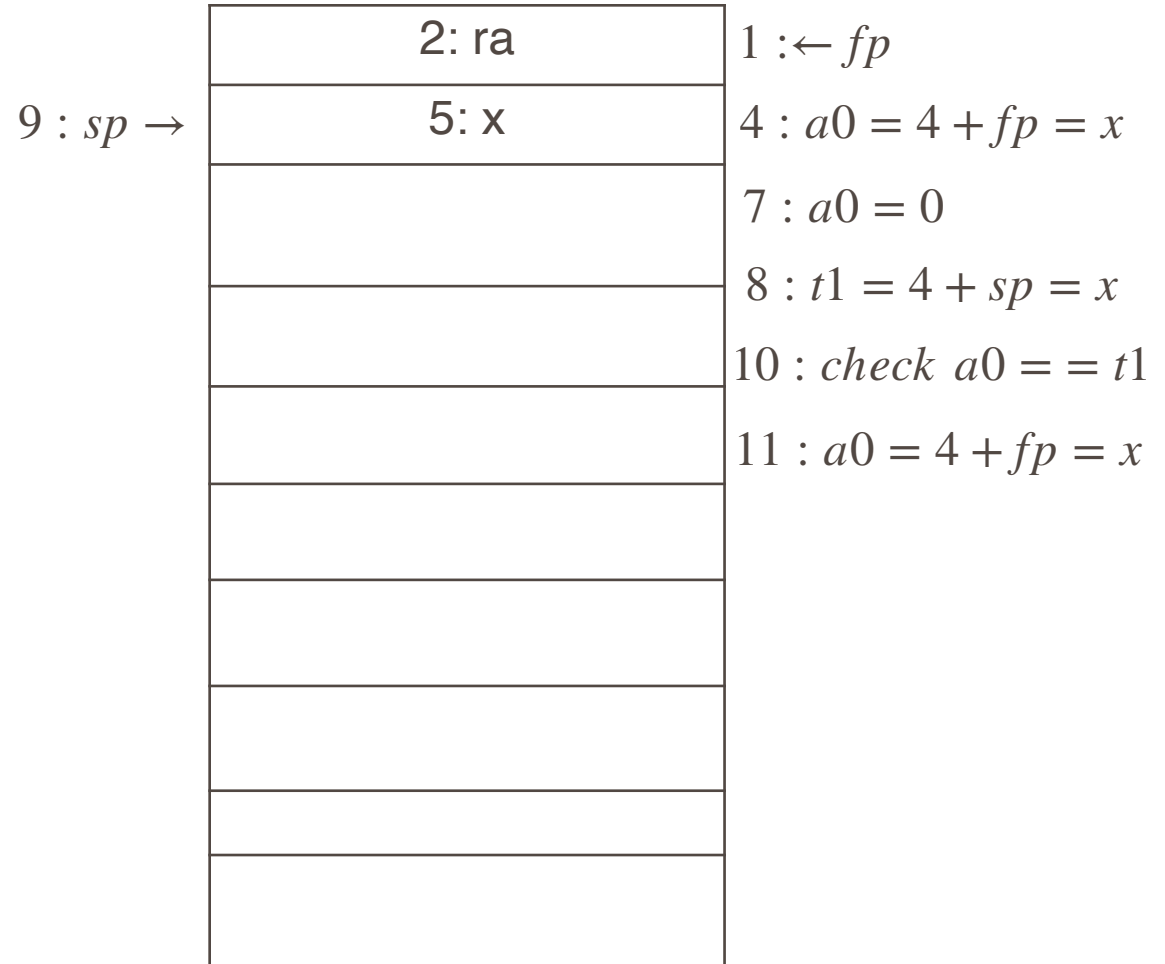 2: ra
1 :← fp
9 : sp →
5: x
4 : a0 = 4 + fp = x
7 : a0 = 0
8 : t1 = 4 + sp = x
10 : check a0 = = t1
11 : a0 = 4 + fp = x